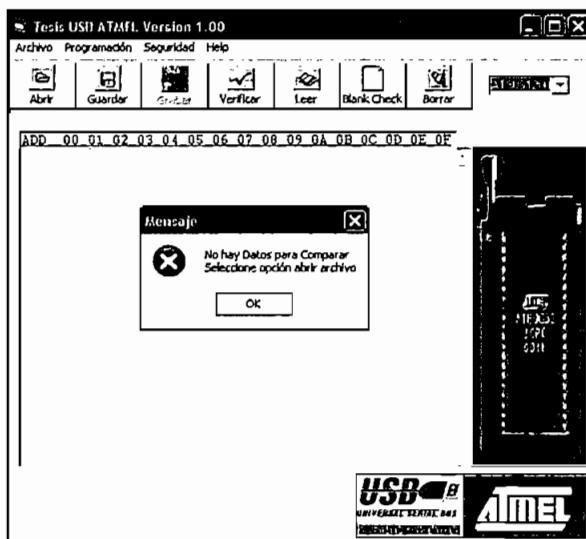 Tesis USB ATMEL Version 1.00
Archivo Programación Seguridad Help
Abrir Guardar Grabar Verificar Leer Blank Check Borrar
ADD 00 01 02 03 04 05 06 07 08 09 0A 0B 0C 0D 0E 0F
Mensaje
No hay Datos para Comparar
Seleccione opción abrir archivo
OK
ATMEL
USB
UNIVERSAL SERIAL BUS
ATMEL